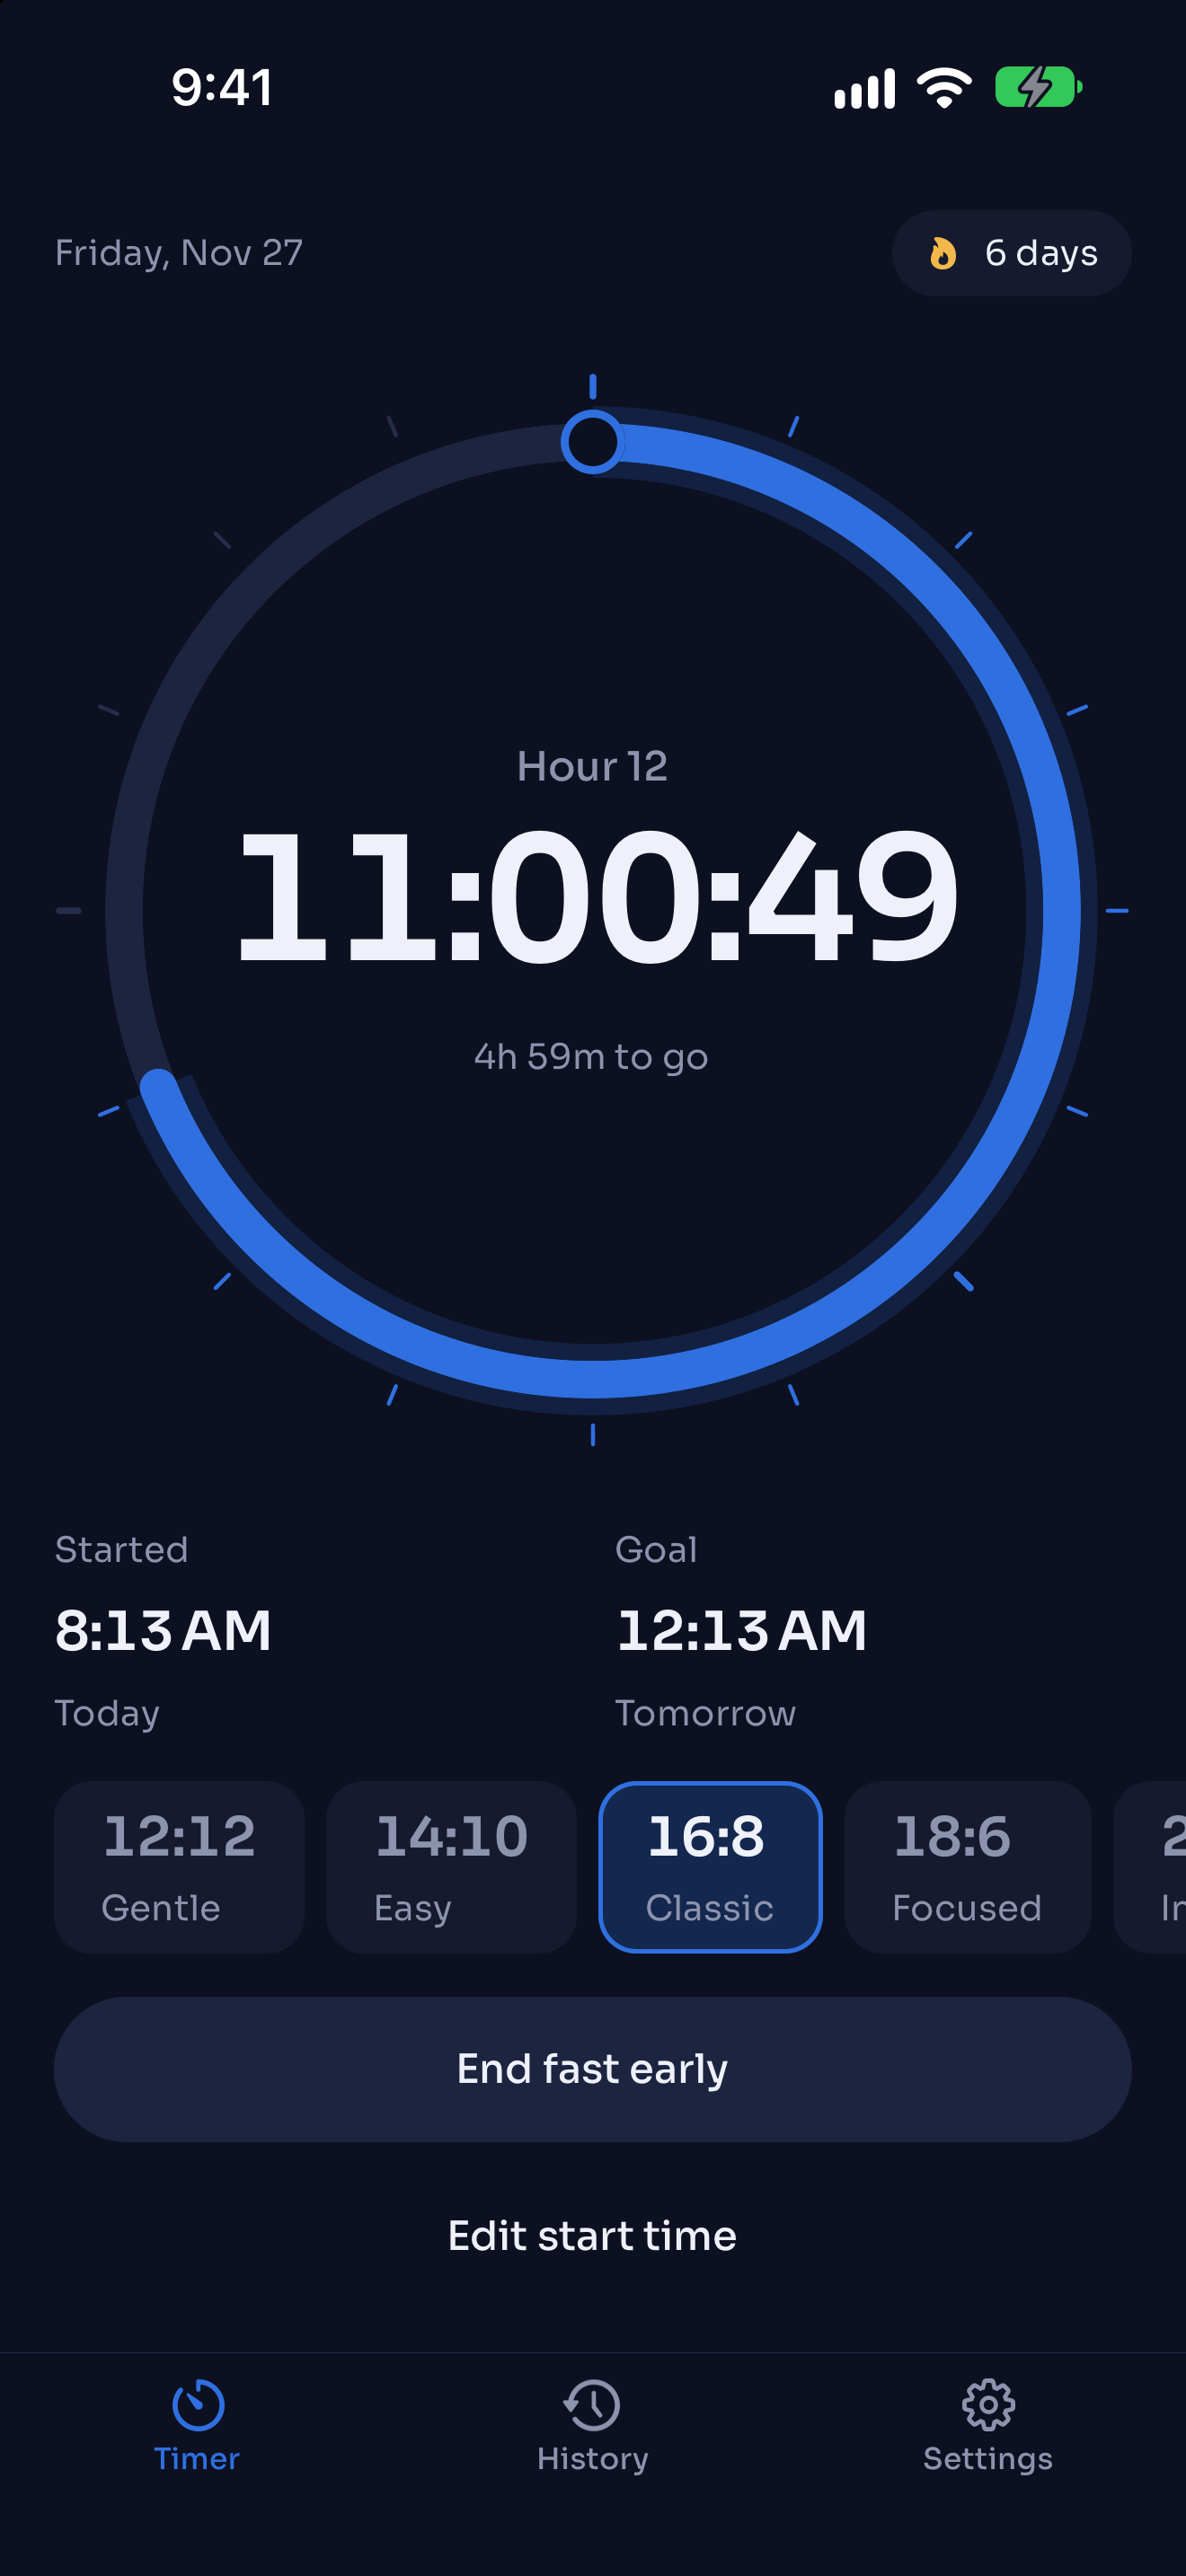 9:41
Friday, Nov 27
6 days
Hour 12
11:00:49
4h 59m to go
Started
Goal
8:13 AM
12:13 AM
Today
Tomorrow
12:12
14:10
16:8
18:6
Gentle
Easy
Classic
Focused
End fast early
Edit start time
Timer
History
Settings